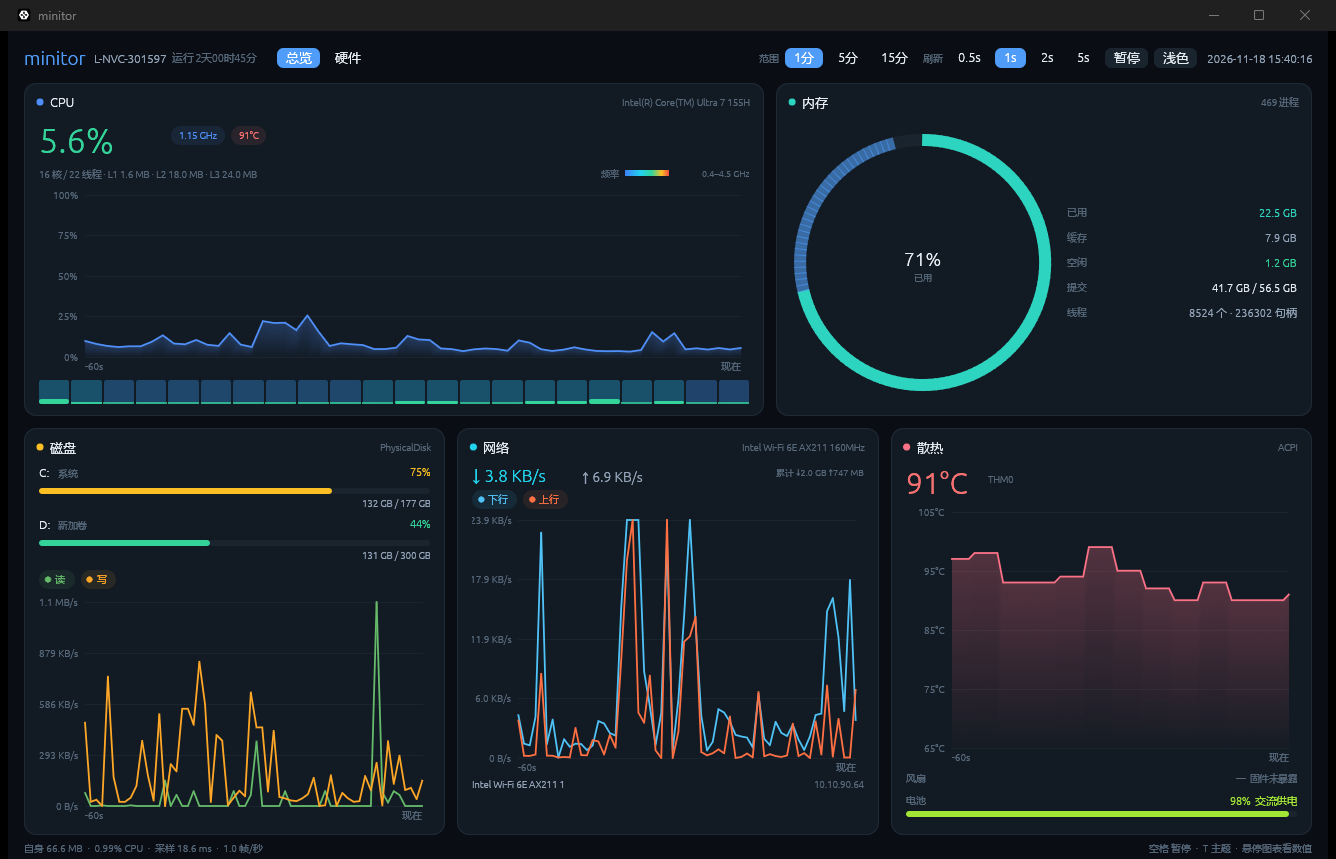 minitor
minitor L-NVC-301597 运行 2天00时45分 总览 硬件 范围 1分 5分 15分 刷新 0.5s 1s 2s 5s 暂停 浅色 2026-11-18 15:40:16
CPU Intel(R) Core(TM) Ultra 7 155H
5.6% 1.15 GHz 91°C
16 核 / 22 线程 · L1 1.6 MB · L2 18.0 MB · L3 24.0 MB 频率 0.4–4.5 GHz
100%
75%
50%
25%
0%
-60s 现在
内存 469 进程
71%
已用
已用 22.5 GB
缓存 7.9 GB
空闲 1.2 GB
提交 41.7 GB / 56.5 GB
线程 8524 个 · 236302 句柄
磁盘 PhysicalDisk
C: 系统 75%
132 GB / 177 GB
D: 新加卷 44%
131 GB / 300 GB
读 写
1.1 MB/s
879 KB/s
586 KB/s
293 KB/s
0 B/s
-60s 现在
网络 Intel Wi-Fi 6E AX211 160MHz
↓ 3.8 KB/s ↑ 6.9 KB/s 累计 ↓2.0 GB ↑747 MB
下行 上行
23.9 KB/s
17.9 KB/s
11.9 KB/s
6.0 KB/s
0 B/s
-60s 现在
Intel Wi-Fi 6E AX211 1 10.10.90.64
散热 ACPI
91°C THM0
105°C
95°C
85°C
75°C
65°C
-60s 现在
风扇 — 固件未暴露
电池 98% 交流供电
自身 66.6 MB · 0.99% CPU · 采样 18.6 ms · 1.0 帧/秒 空格 暂停 · T 主题 · 悬停图表看数值